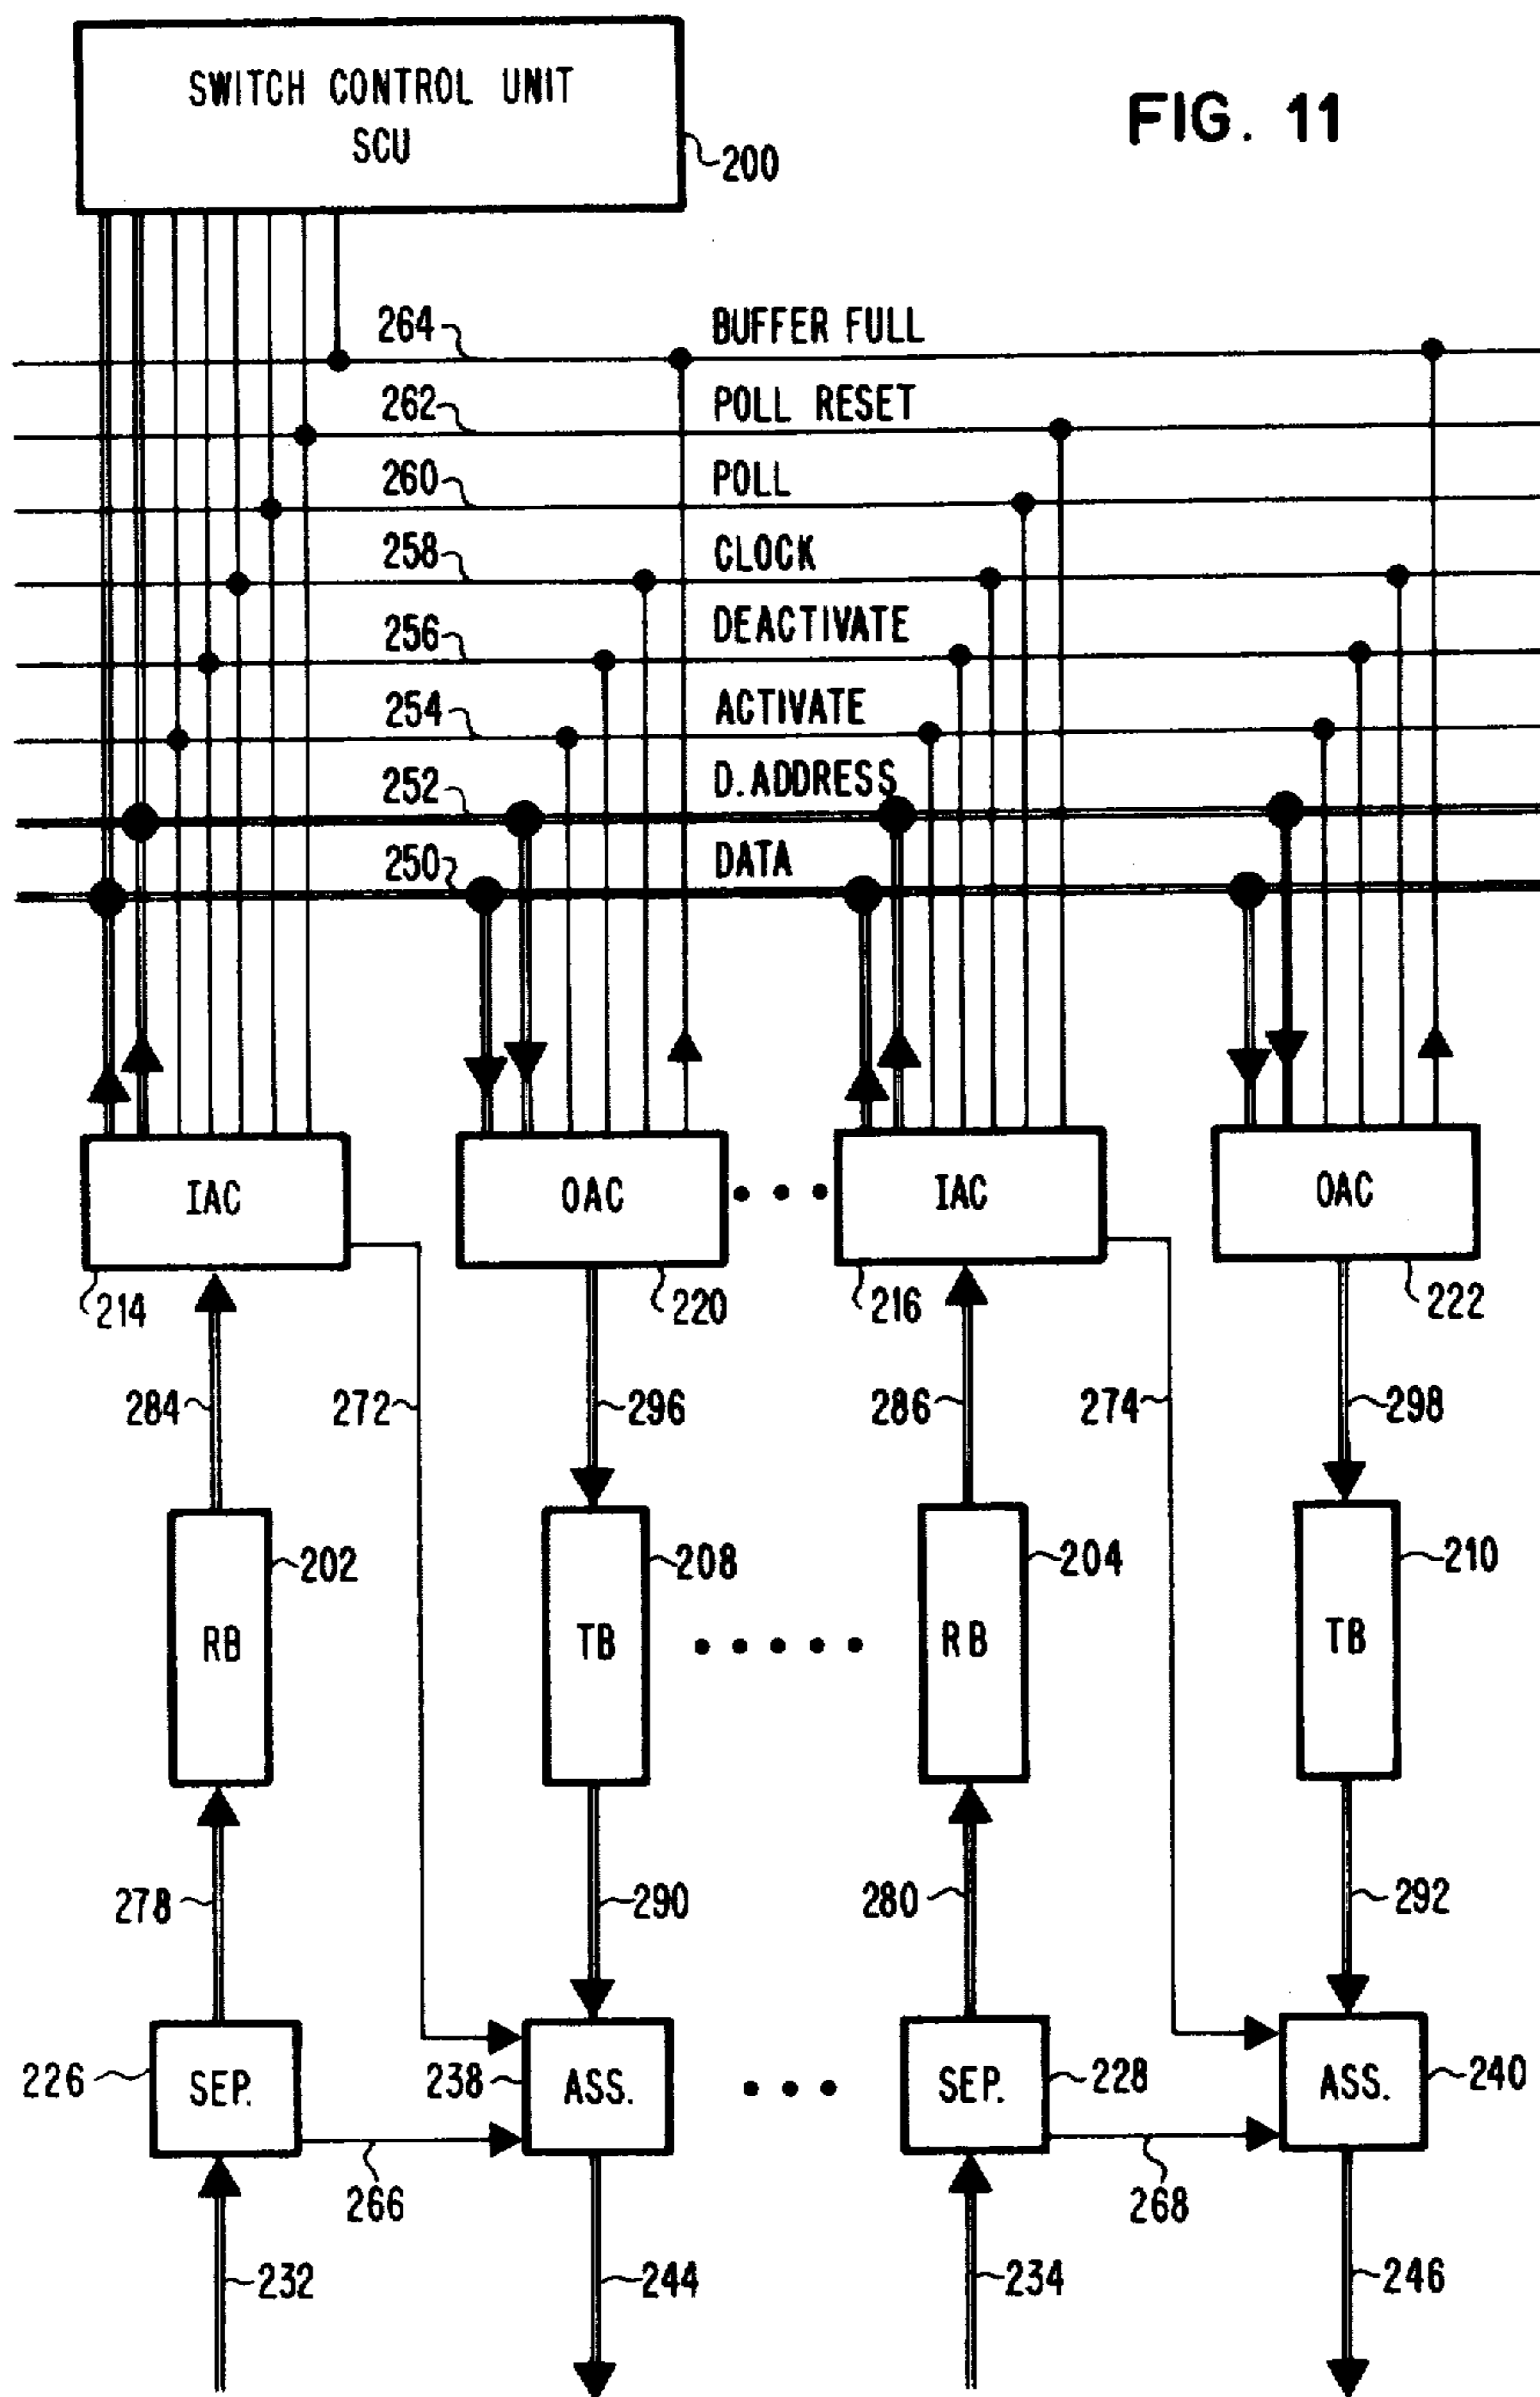 SWITCH CONTROL UNIT
SCU
200
FIG. 11
264 BUFFER FULL
262 POLL RESET
260 POLL
258 CLOCK
256 DEACTIVATE
254 ACTIVATE
252 D.ADDRESS
250 DATA
IAC OAC IAC OAC
214 220 216 222
284 272 296 286 274 298
202 208 204 210
RB TB RB TB
278 290 280 292
226 SEP. 238 ASS. SEP. 228 ASS. 240
266 268
232 244 234 246